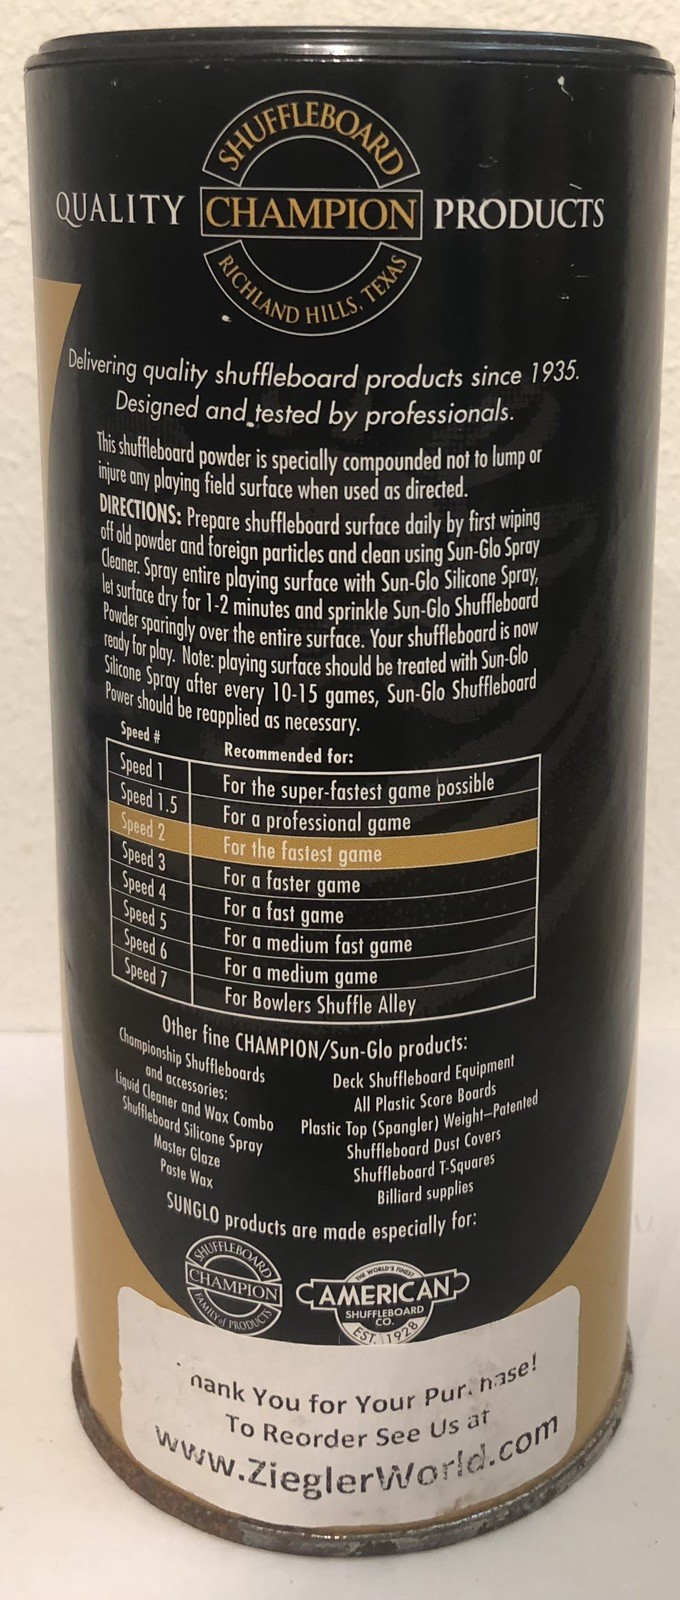 SHUFFLEBOARD
QUALITY CHAMPION PRODUCTS
RICHLAND HILLS, TEXAS
Delivering quality shuffleboard products since 1935.
Designed and tested by professionals.
This shuffleboard powder is specially compounded not to lump or
injure any playing field surface when used as directed.
DIRECTIONS: Prepare shuffleboard surface daily by first wiping
off old powder and foreign particles and clean using Sun-Glo Spray
Cleaner. Spray entire playing surface with Sun-Glo Silicone Spray,
let surface dry for 1-2 minutes and sprinkle Sun-Glo Shuffleboard
Powder sparingly over the entire surface. Your shuffleboard is now
ready for play. Note: playing surface should be treated with Sun-Glo
Silicone Spray after every 10-15 games, Sun-Glo Shuffleboard
Power should be reapplied as necessary.
Speed # Recommended for:
Speed 1 For the super-fastest game possible
Speed 1.5 For a professional game
Speed 2 For the fastest game
Speed 3 For a faster game
Speed 4 For a fast game
Speed 5 For a medium fast game
Speed 6 For a medium game
Speed 7 For Bowlers Shuffle Alley
Other fine CHAMPION/Sun-Glo products:
Championship Shuffleboards
and accessories:
Liquid Cleaner and Wax Combo
Shuffleboard Silicone Spray
Master Glaze
Paste Wax
Deck Shuffleboard Equipment
All Plastic Score Boards
Plastic Top (Spangler) Weight-Patented
Shuffleboard Dust Covers
Shuffleboard T-Squares
Billiard supplies
SUNGLO products are made especially for:
SHUFFLEBOARD
CHAMPION
FAMILY of PRODUCTS
THE WORLD'S FINEST
AMERICAN
SHUFFLEBOARD
CO.
EST. 1928
hank You for Your Pur hase!
To Reorder See Us at
www.ZieglerWorld.com